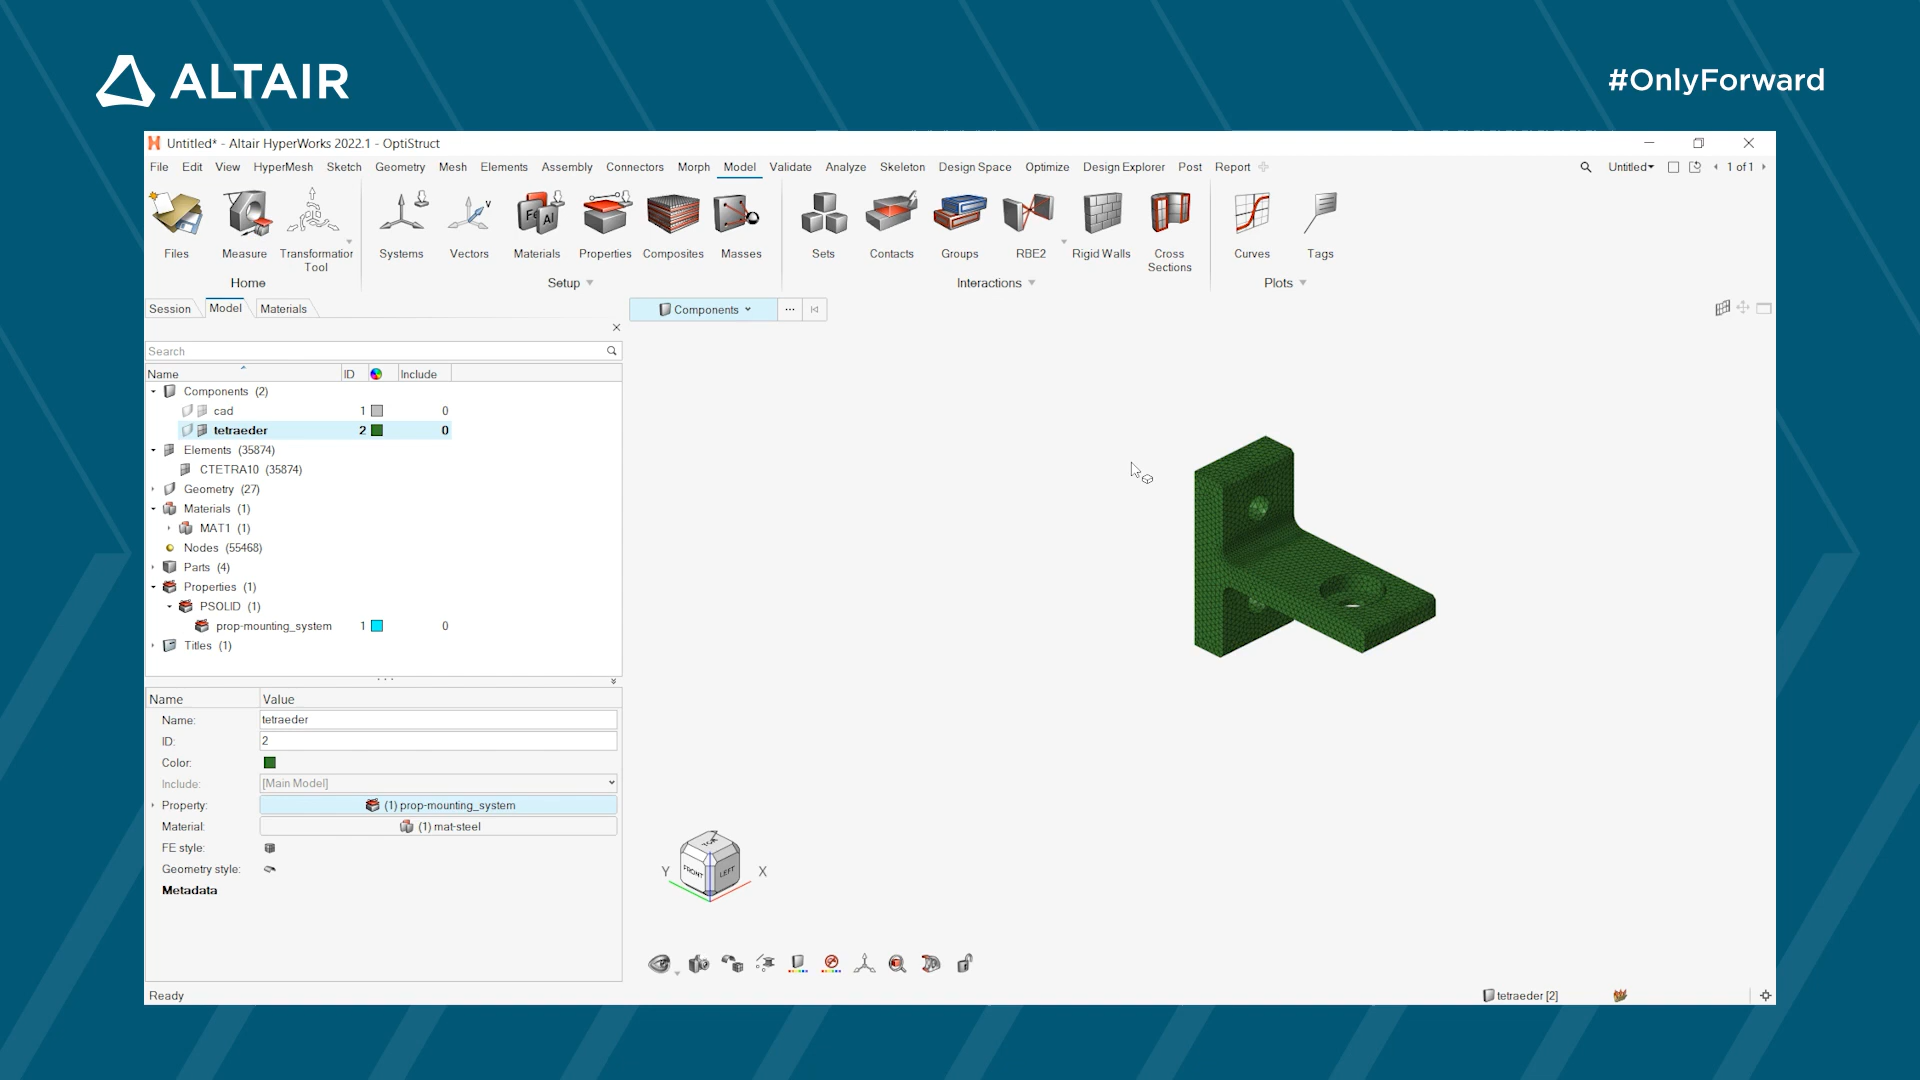 ALTAIR
#OnlyForward
Untitled* - Altair HyperWorks 2022.1 - OptiStruct
File Edit View HyperMesh Sketch Geometry Mesh Elements Assembly Connectors Morph Model Validate Analyze Skeleton Design Space Optimize Design Explorer Post Report Untitled 1 of 1
Files Measure Transformation Tool Systems Vectors Materials Properties Composites Masses Sets Contacts Groups RBE2 Rigid Walls Cross Sections Curves Tags
Home Setup Interactions Plots
Session Model Materials
Components
Search
Name ID Include
Components (2)
cad 1 0
tetraeder 2 0
Elements (35874)
CTETRA10 (35874)
Geometry (27)
Materials (1)
MAT1 (1)
Nodes (55468)
Parts (4)
Properties (1)
PSOLID (1)
prop-mounting_system 1 0
Titles (1)
Name Value
Name: tetraeder
ID: 2
Color:
Include: [Main Model]
Property: (1) prop-mounting_system
Material: (1) mat-steel
FE style:
Geometry style:
Metadata
Z
TOP
Y FRONT LEFT X
Ready
tetraeder [2]